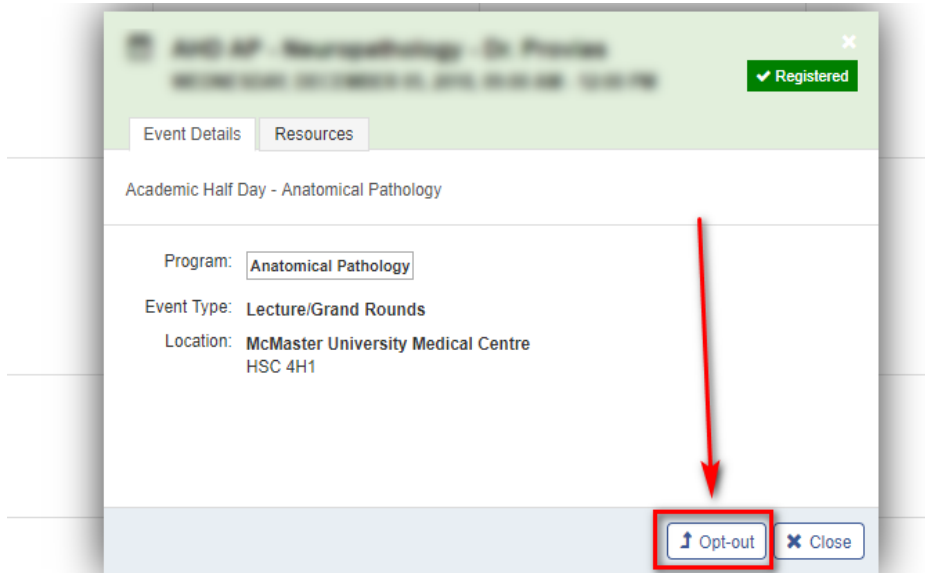 Registered
Event Details
Resources
Academic Half Day - Anatomical Pathology
Program: Anatomical Pathology
Event Type: Lecture/Grand Rounds
Location: McMaster University Medical Centre
HSC 4H1
Opt-out
Close